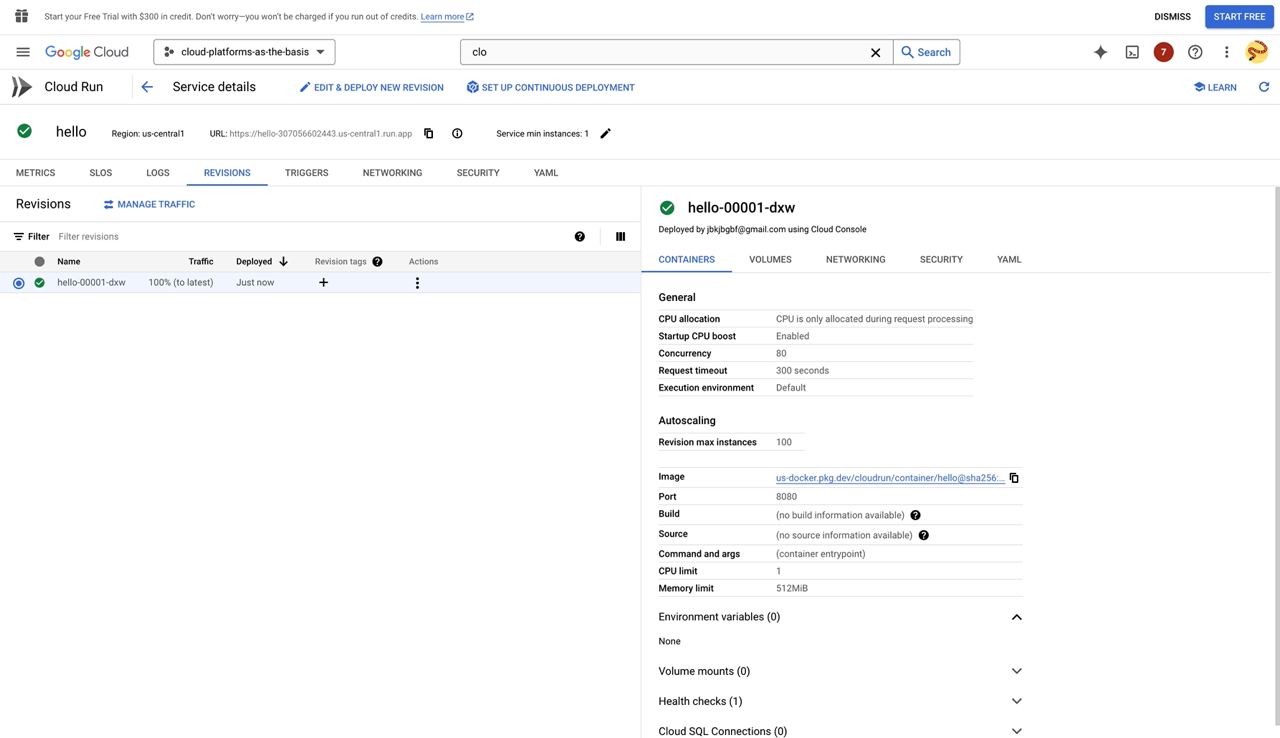 Start your Free Trial with $300 in credit. Don't worry—you won't be charged if you run out of credits. Learn more
DISMISS
START FREE
Google Cloud
cloud-platforms-as-the-basis
clo
Search
7
Cloud Run
Service details
EDIT & DEPLOY NEW REVISION
SET UP CONTINUOUS DEPLOYMENT
LEARN
hello
Region: us-central1
URL: https://hello-307056602443.us-central1.run.app
Service min instances: 1
METRICS
SLOS
LOGS
REVISIONS
TRIGGERS
NETWORKING
SECURITY
YAML
Revisions
MANAGE TRAFFIC
Filter
Filter revisions
Name
Traffic
Deployed
Revision tags
Actions
hello-00001-dxw
100% (to latest)
Just now
hello-00001-dxw
Deployed by jbkjbgbf@gmail.com using Cloud Console
CONTAINERS
VOLUMES
NETWORKING
SECURITY
YAML
General
CPU allocation CPU is only allocated during request processing
Startup CPU boost Enabled
Concurrency 80
Request timeout 300 seconds
Execution environment Default
Autoscaling
Revision max instances 100
Image us-docker.pkg.dev/cloudrun/container/hello@sha256:...
Port 8080
Build (no build information available)
Source (no source information available)
Command and args (container entrypoint)
CPU limit 1
Memory limit 512MiB
Environment variables (0)
None
Volume mounts (0)
Health checks (1)
Cloud SQL Connections (0)